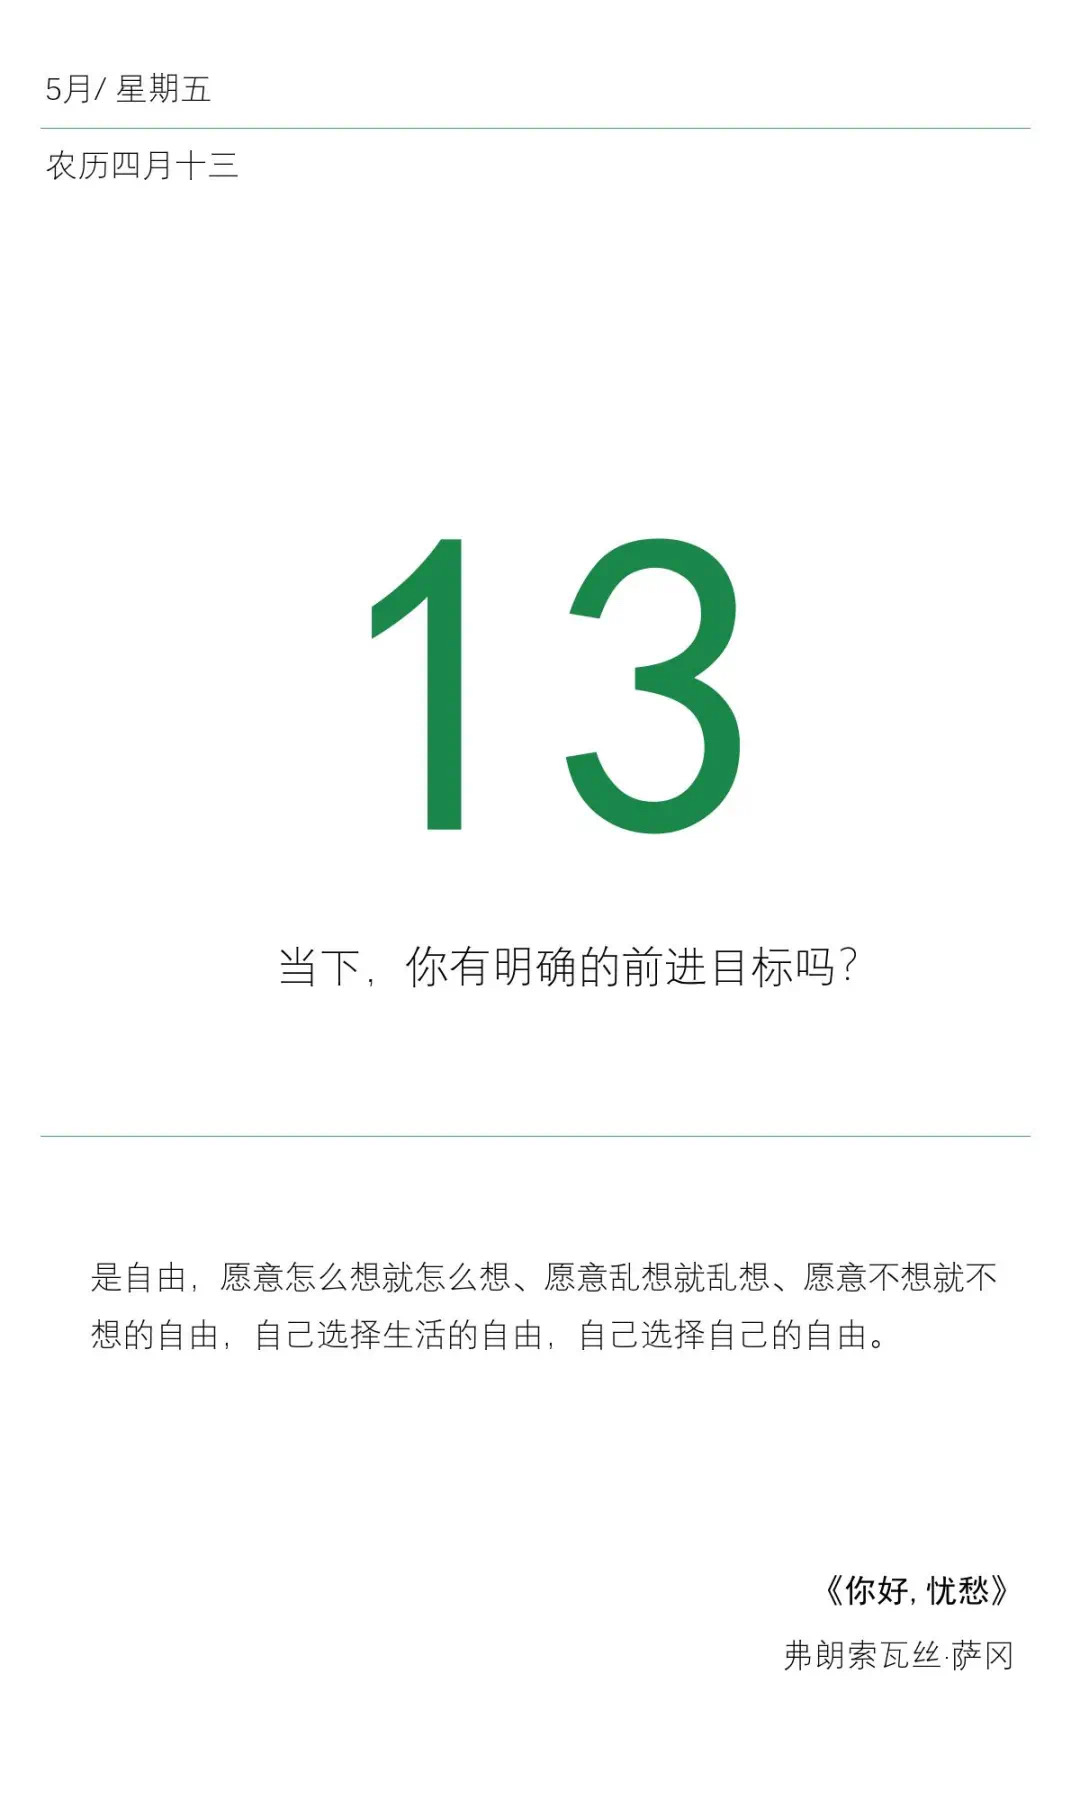 5月/ 星期五
农历四月十三
13
当下，你有明确的前进目标吗？
是自由，愿意怎么想就怎么想、愿意乱想就乱想、愿意不想就不
想的自由，自己选择生活的自由，自己选择自己的自由。
《你好，忧愁》
弗朗索瓦丝·萨冈